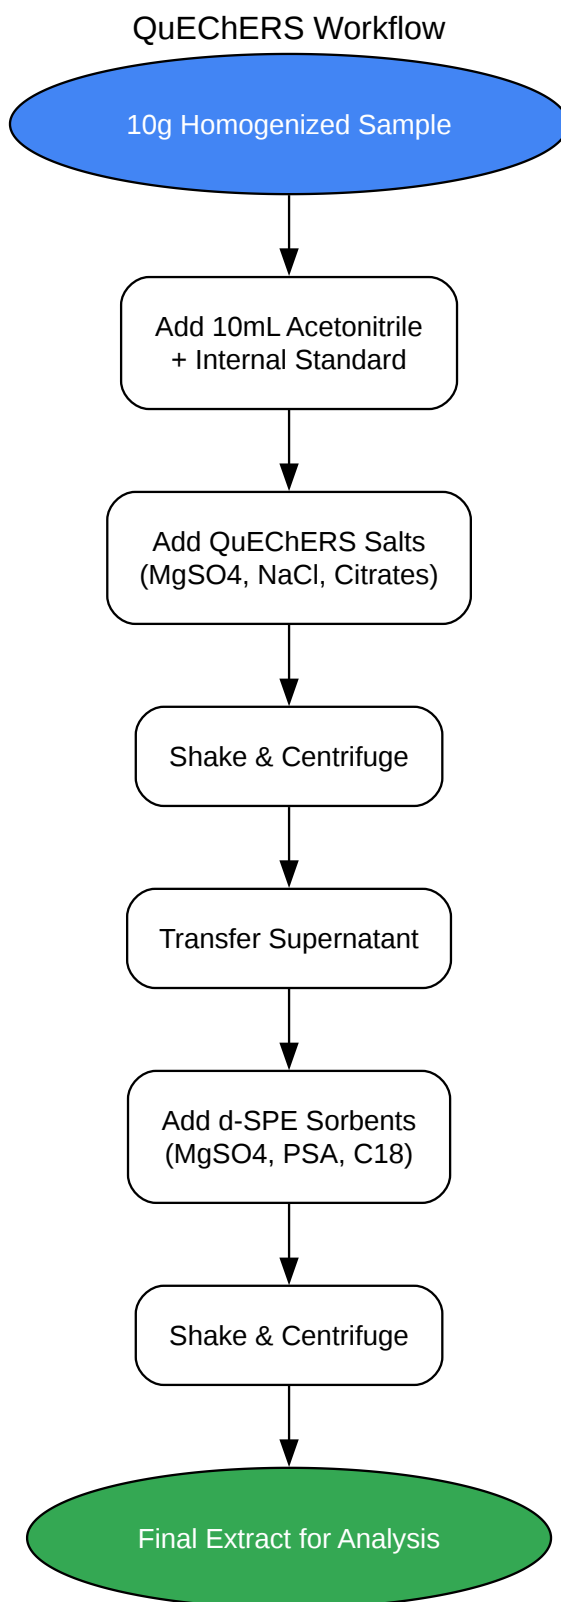 QuEChERS Workflow
10g Homogenized Sample
Add 10mL Acetonitrile
+ Internal Standard
Add QuEChERS Salts
(MgSO4, NaCl, Citrates)
Shake & Centrifuge
Transfer Supernatant
Add d-SPE Sorbents
(MgSO4, PSA, C18)
Shake & Centrifuge
Final Extract for Analysis